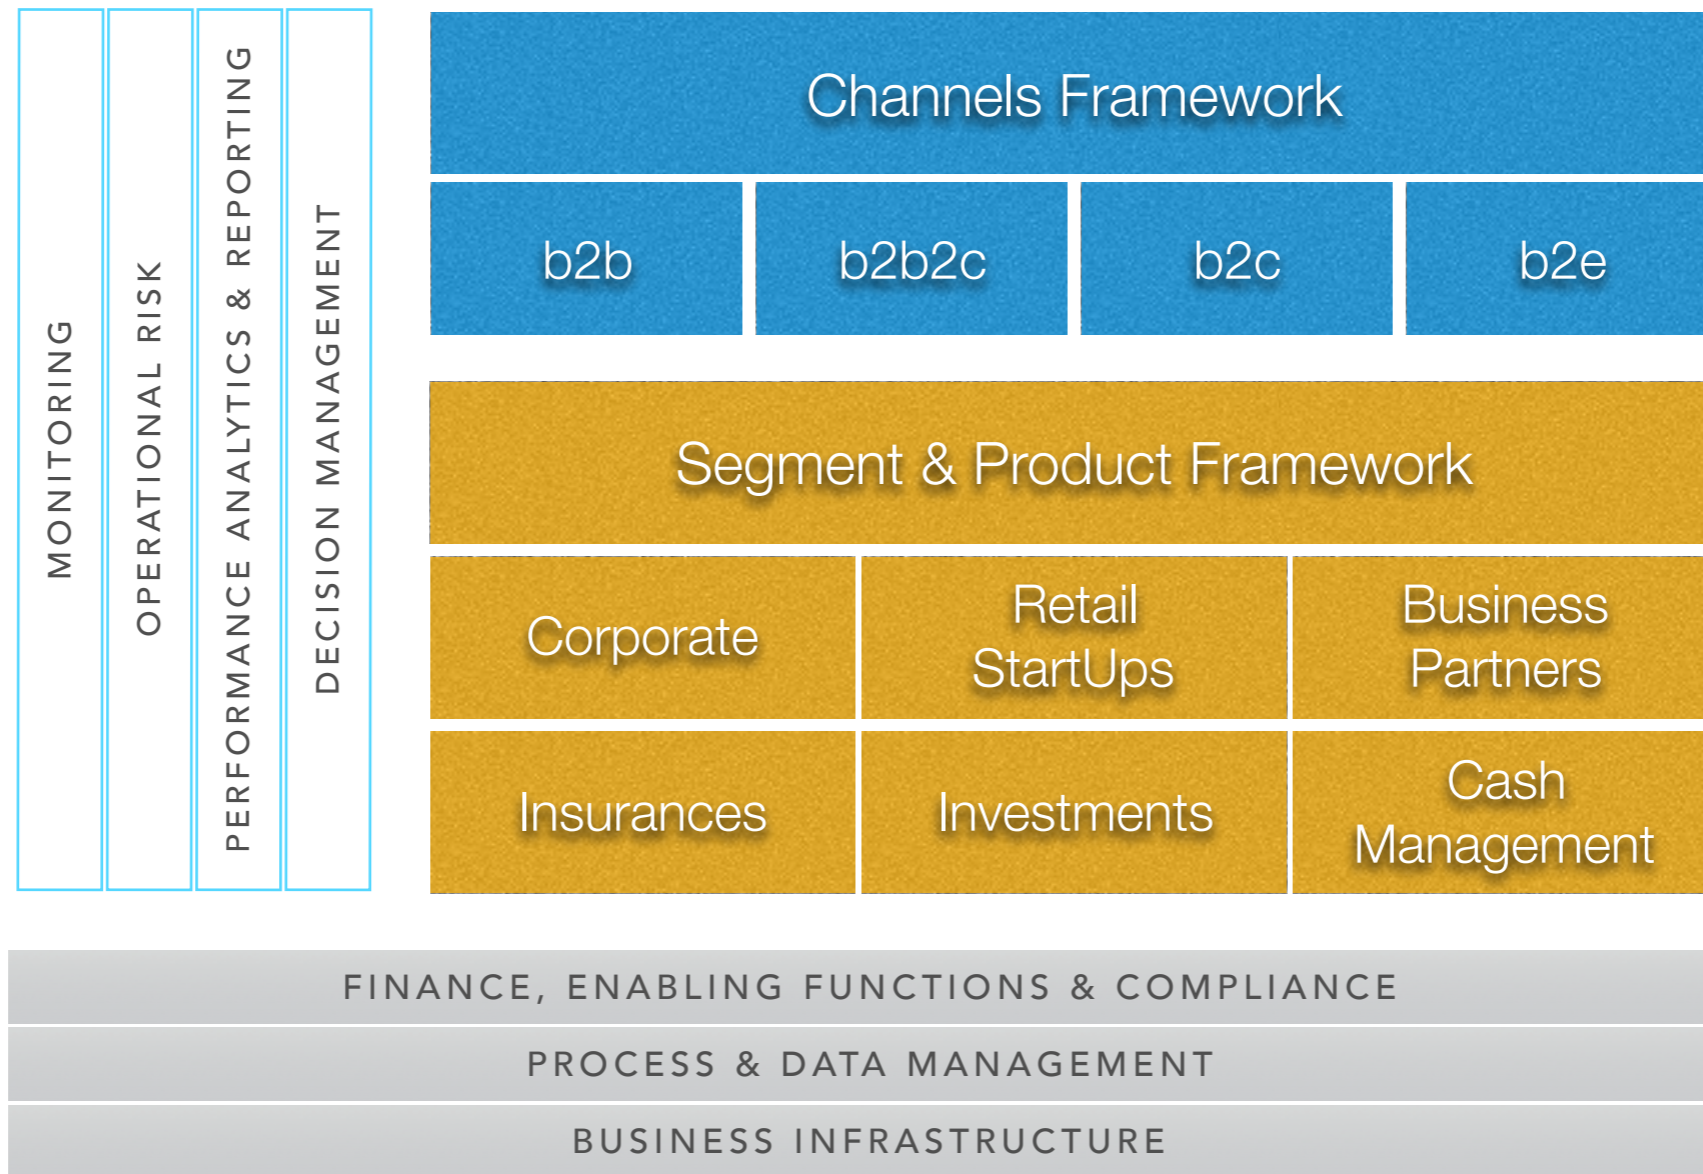 MONITORING
OPERATIONAL RISK
PERFORMANCE ANALYTICS & REPORTING
DECISION MANAGEMENT
Channels Framework
b2b
b2b2c
b2c
b2e
Segment & Product Framework
Corporate
Retail
StartUps
Business
Partners
Insurances
Investments
Cash
Management
FINANCE, ENABLING FUNCTIONS & COMPLIANCE
PROCESS & DATA MANAGEMENT
BUSINESS INFRASTRUCTURE